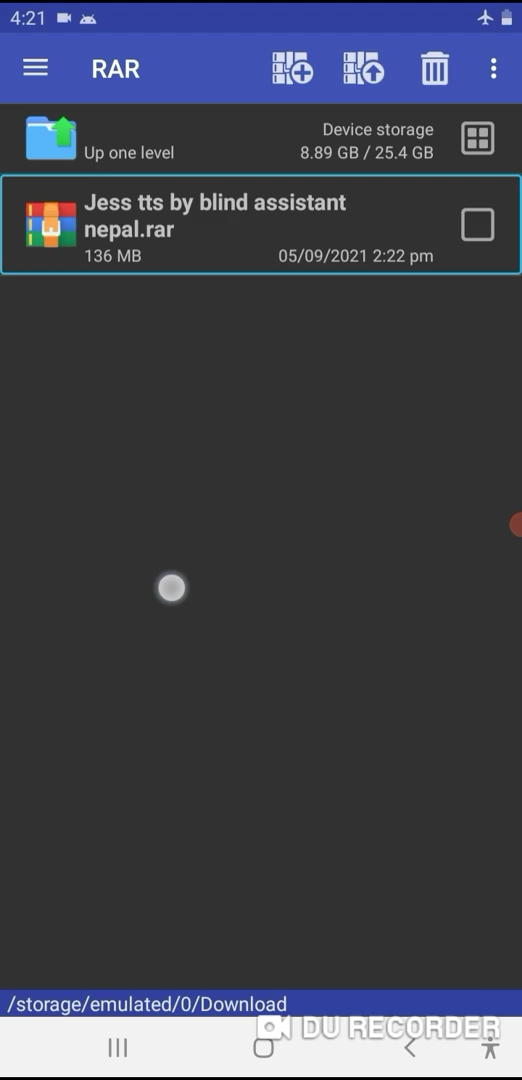 4:21
RAR
Device storage
Up one level
8.89 GB / 25.4 GB
Jess tts by blind assistant
nepal.rar
136 MB
05/09/2021 2:22 pm
/storage/emulated/0/Download
DU RECORDER